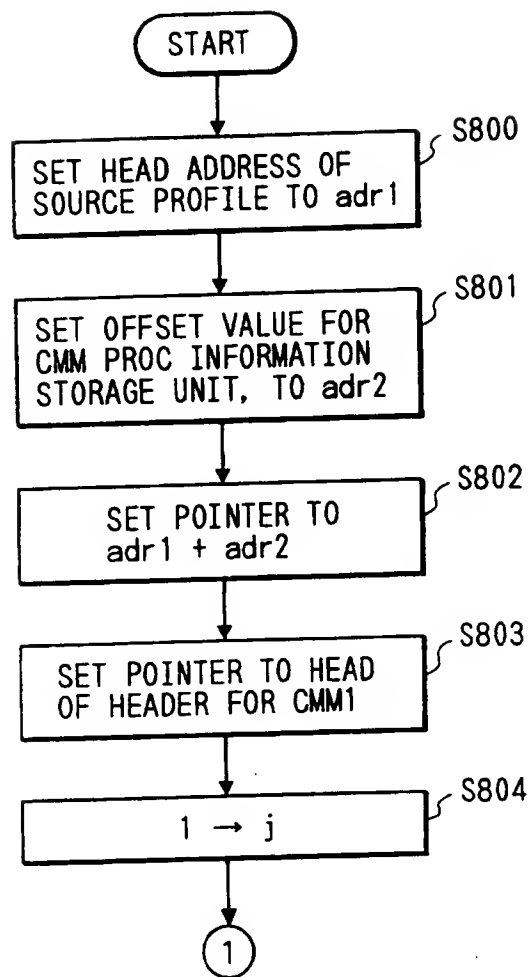 START
S800
SET HEAD ADDRESS OF
SOURCE PROFILE TO adr1
S801
SET OFFSET VALUE FOR
CMM PROC INFORMATION
STORAGE UNIT, TO adr2
S802
SET POINTER TO
adr1 + adr2
S803
SET POINTER TO HEAD
OF HEADER FOR CMM1
S804
1 → j
1